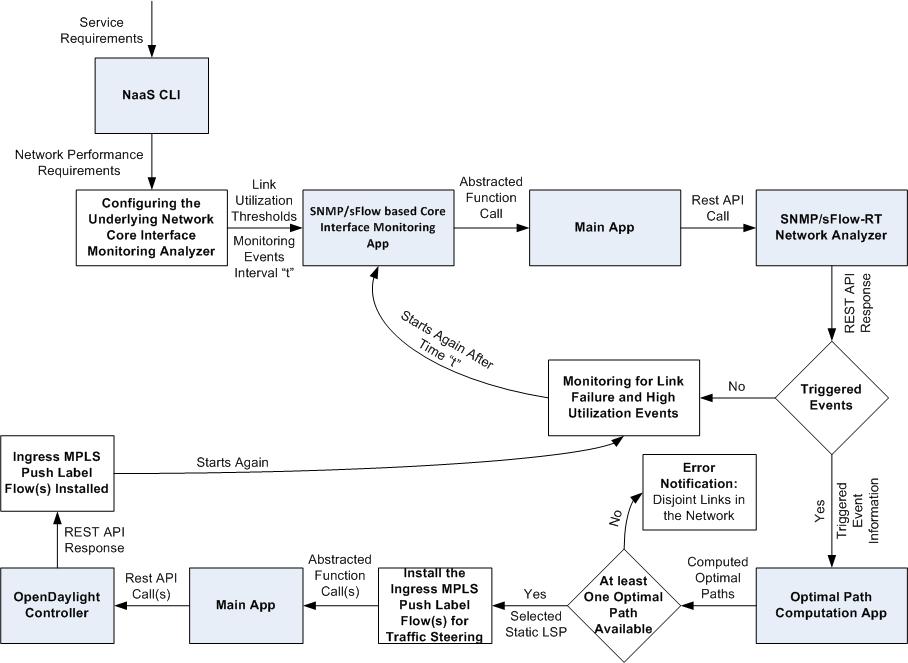 Service
Requirements
NaaS CLI
Network Performance
Requirements
Configuring the
Underlying Network
Core Interface
Monitoring Analyzer
Link
Utilization
Thresholds
Monitoring
Events
Interval “t”
SNMP/sFlow based Core
Interface Monitoring
App
Abstracted
Function
Call
Main App
Rest API
Call
SNMP/sFlow-RT
Network Analyzer
REST API
Response
Triggered
Events
No
Monitoring for Link
Failure and High
Utilization Events
Starts Again After
Time “t”
Yes
Triggered
Event
Information
Optimal Path
Computation App
Computed
Optimal
Paths
At least
One Optimal
Path
Available
No
Error
Notification:
Disjoint Links in
the Network
Yes
Selected
Static LSP
Install the
Ingress MPLS
Push Label
Flow(s) for
Traffic Steering
Abstracted
Function
Call(s)
Main App
Rest API
Call(s)
OpenDaylight
Controller
REST API
Response
Ingress MPLS
Push Label
Flow(s) Installed
Starts Again